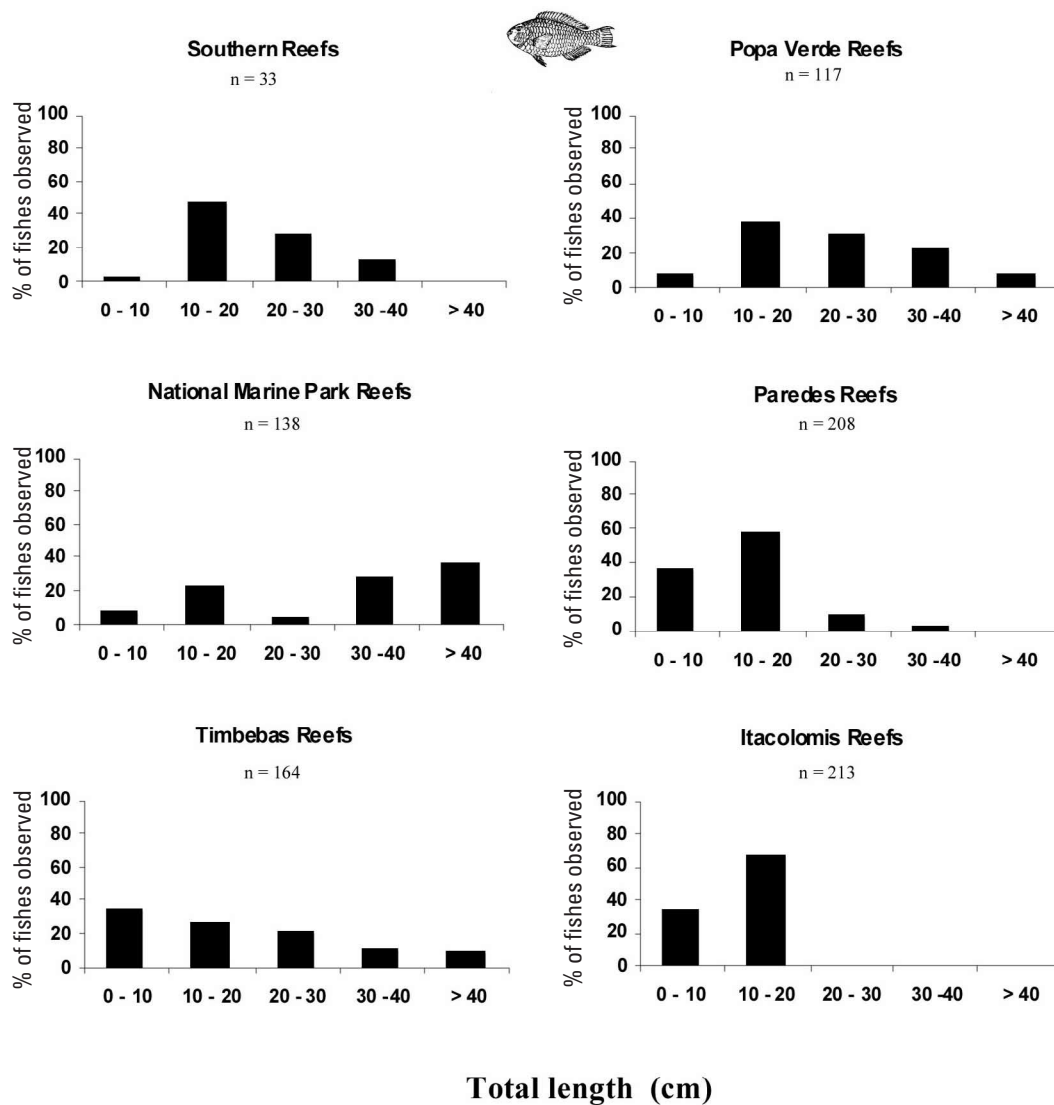 Southern Reefs
n = 33
% of fishes observed
100
80
60
40
20
0
0 - 10 10 - 20 20 - 30 30 -40 > 40
Popa Verde Reefs
n = 117
% of fishes observed
100
80
60
40
20
0
0 - 10 10 - 20 20 - 30 30 - 40 > 40
National Marine Park Reefs
n = 138
% of fishes observed
100
80
60
40
20
0
0 - 10 10 - 20 20 - 30 30 -40 > 40
Paredes Reefs
n = 208
% of fishes observed
100
80
60
40
20
0
0 - 10 10 - 20 20 - 30 30 -40 > 40
Timbebas Reefs
n = 164
% of fishes observed
100
80
60
40
20
0
0 - 10 10 - 20 20 - 30 30 -40 > 40
Itacolomis Reefs
n = 213
% of fishes observed
100
80
60
40
20
0
0 - 10 10 - 20 20 - 30 30 -40 > 40
Total length (cm)